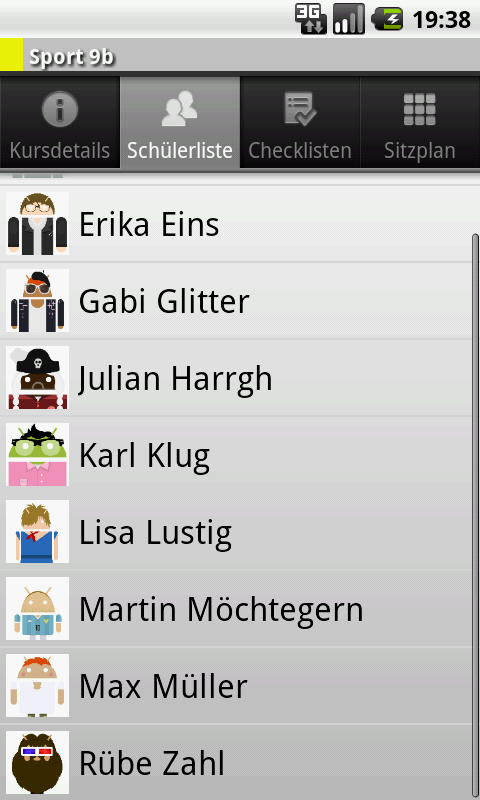 3G 19:38
Sport 9b
Kursdetails Schülerliste Checklisten Sitzplan
Erika Eins
Gabi Glitter
Julian Harrgh
Karl Klug
Lisa Lustig
Martin Möchtegern
Max Müller
Rübe Zahl